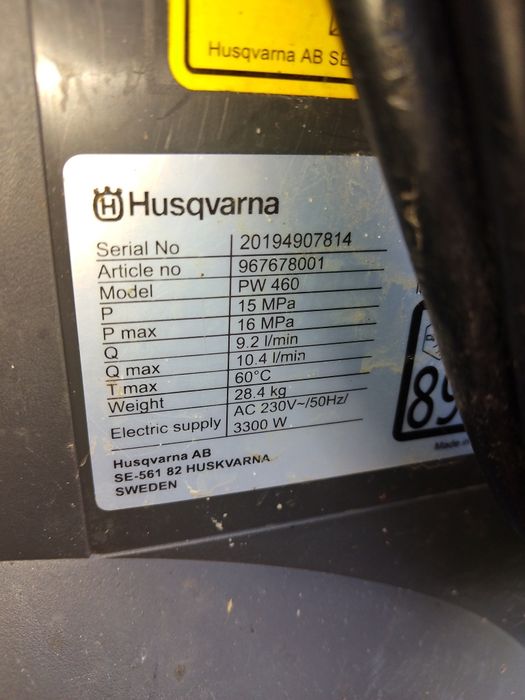 Husqvarna AB SE
Husqvarna
Serial No 20194907814
Article no 967678001
Model PW 460
P 15 MPa
P max 16 MPa
Q 9.2 l/min
Q max 10.4 l/min
T max 60°C
Weight 28.4 kg
Electric supply AC 230V~/50Hz/
3300 W
Husqvarna AB
SE-561 82 HUSKVARNA
SWEDEN
89
Made in